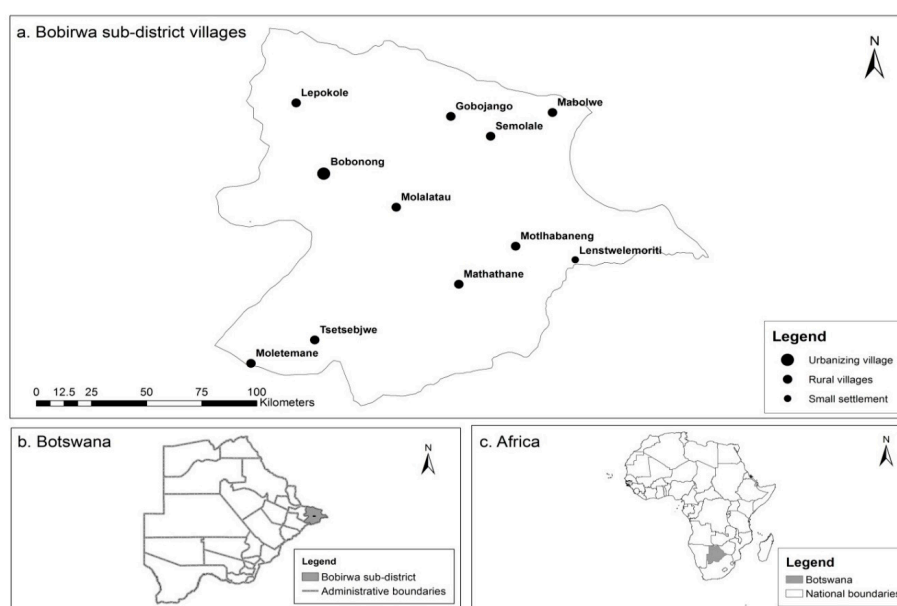 a. Bobirwa sub-district villages
N
Lepokole
Gobojango
Mabolwe
Semolale
Bobonong
Molalatau
Motlhabaneng
Lenstwelemoriti
Mathathane
Tsetsebjwe
Moletemane
Legend
Urbanizing village
Rural villages
Small settlement
0 12.5 25 50 75 100
Kilometers
b. Botswana
N
Legend
Bobirwa sub-district
Administrative boundaries
c. Africa
N
Legend
Botswana
National boundaries